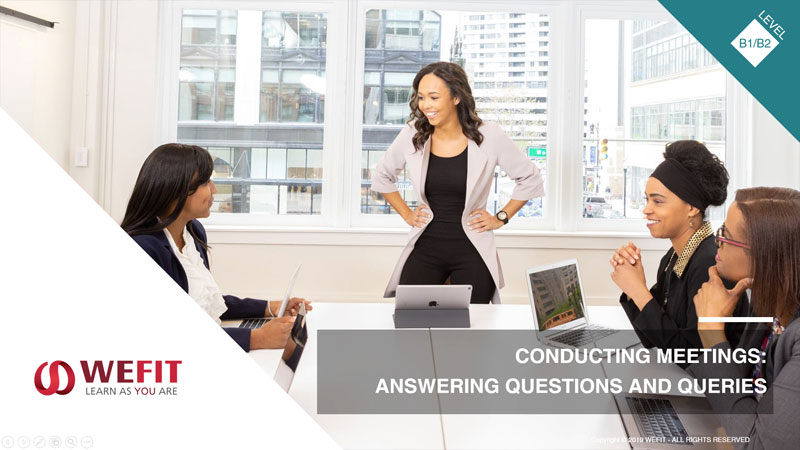 LEVEL
B1/B2
WEFIT
LEARN AS YOU ARE
CONDUCTING MEETINGS:
ANSWERING QUESTIONS AND QUERIES
Copyright © 2019 WEFIT - ALL RIGHTS RESERVED